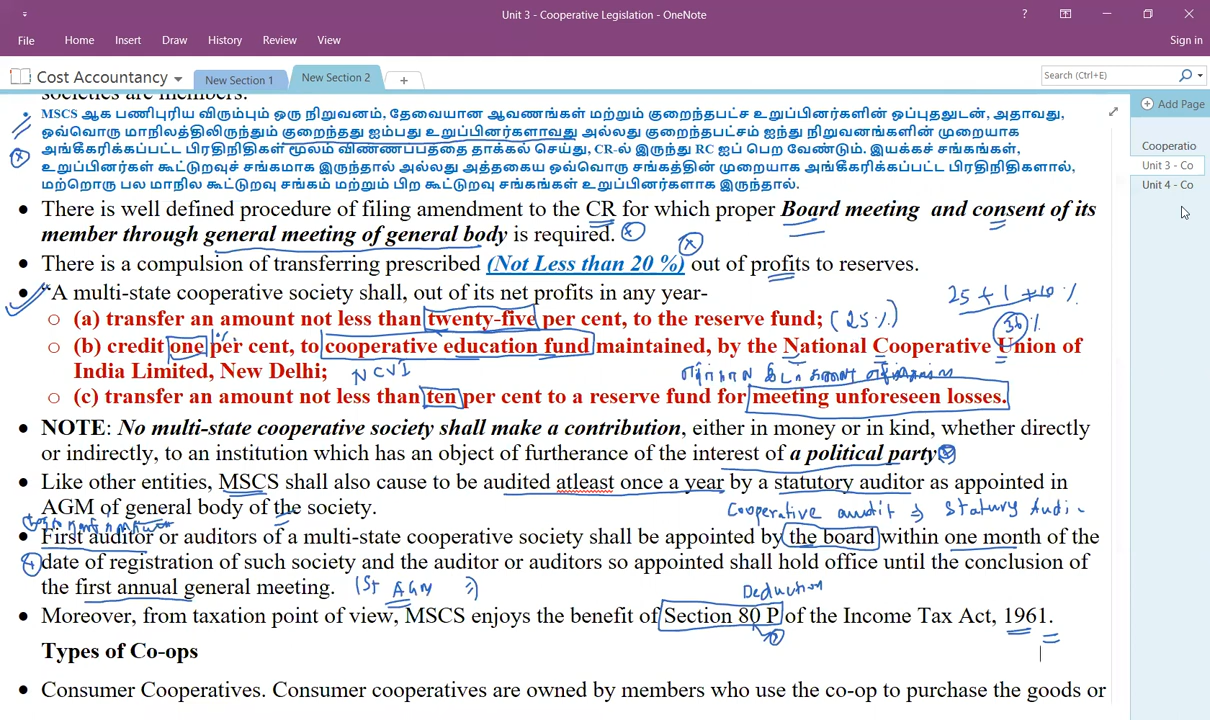 Unit 3 - Cooperative Legislation - OneNote
File Home Insert Draw History Review View Sign in
Cost Accountancy New Section 1 New Section 2 Search (Ctrl+E)
Add Page
Cooperatio
Unit 3 - Co
Unit 4 - Co
societies are members.
MSCS ஆக பணிபுரிய விரும்பும் ஒரு நிறுவனம், தேவையான ஆவணங்கள் மற்றும் குறைந்தபட்ச உறுப்பினர்களின் ஒப்புதலுடன், அதாவது,
ஒவ்வொரு மாநிலத்திலிருந்தும் குறைந்தது ஐம்பது உறுப்பினர்களாவது அல்லது குறைந்தபட்சம் ஐந்து நிறுவனங்களின் முறையாக
அங்கீகரிக்கப்பட்ட பிரதிநிதிகள் மூலம் விண்ணப்பத்தை தாக்கல் செய்து, CR-ல் இருந்து RC ஐப் பெற வேண்டும். இயக்கச் சங்கங்கள்,
உறுப்பினர்கள் கூட்டுறவுச் சங்கமாக இருந்தால் அல்லது அத்தகைய ஒவ்வொரு சங்கத்தின் முறையாக அங்கீகரிக்கப்பட்ட பிரதிநிதிகளால்,
மற்றொரு பல மாநில கூட்டுறவு சங்கம் மற்றும் பிற கூட்டுறவு சங்கங்கள் உறுப்பினர்களாக இருந்தால்.
• There is well defined procedure of filing amendment to the CR for which proper Board meeting and consent of its
member through general meeting of general body is required.
• There is a compulsion of transferring prescribed (Not Less than 20 %) out of profits to reserves.
• “A multi-state cooperative society shall, out of its net profits in any year-
25 + 1 + 10 %
36 %
o (a) transfer an amount not less than twenty-five per cent, to the reserve fund; (25%)
o (b) credit one per cent, to cooperative education fund maintained, by the National Cooperative Union of
India Limited, New Delhi; NCUI
o (c) transfer an amount not less than ten per cent to a reserve fund for meeting unforeseen losses.
• NOTE: No multi-state cooperative society shall make a contribution, either in money or in kind, whether directly
or indirectly, to an institution which has an object of furtherance of the interest of a political party
• Like other entities, MSCS shall also cause to be audited atleast once a year by a statutory auditor as appointed in
AGM of general body of the society. Cooperative audit ⇒ Statury Audi
• First auditor or auditors of a multi-state cooperative society shall be appointed by the board within one month of the
date of registration of such society and the auditor or auditors so appointed shall hold office until the conclusion of
the first annual general meeting. (1st AGM)
Deduction
• Moreover, from taxation point of view, MSCS enjoys the benefit of Section 80 P of the Income Tax Act, 1961.
Types of Co-ops
• Consumer Cooperatives. Consumer cooperatives are owned by members who use the co-op to purchase the goods or